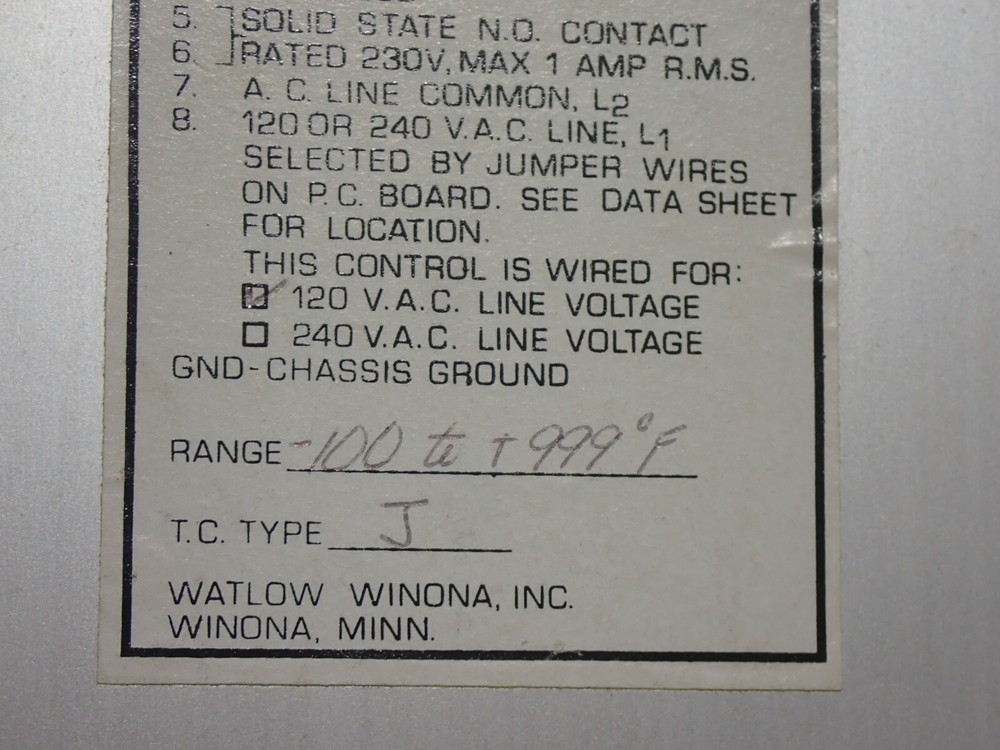 5. SOLID STATE N.O. CONTACT
6. RATED 230V, MAX 1 AMP R.M.S.
7. A.C. LINE COMMON, L2
8. 120 OR 240 V.A.C. LINE, L1
SELECTED BY JUMPER WIRES
ON P.C. BOARD. SEE DATA SHEET
FOR LOCATION.
THIS CONTROL IS WIRED FOR:
120 V.A.C. LINE VOLTAGE
240 V.A.C. LINE VOLTAGE
GND-CHASSIS GROUND
RANGE -100 to +999°F
T.C. TYPE J
WATLOW WINONA, INC.
WINONA, MINN.